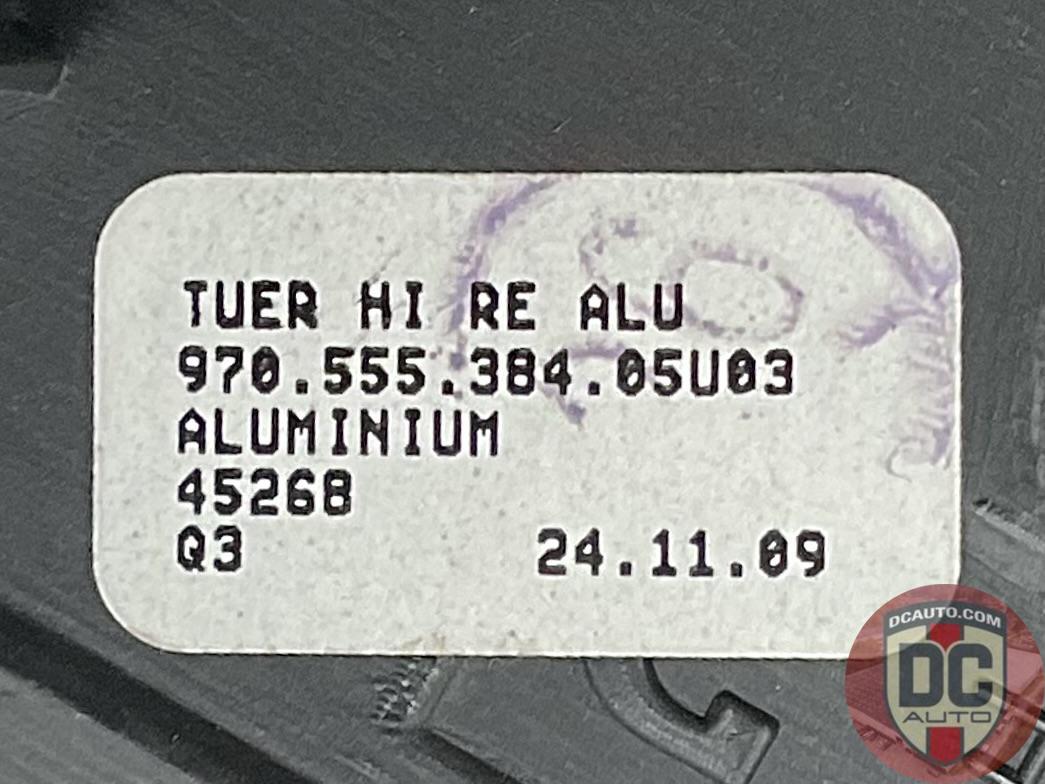 TUER HI RE ALU
970.555.384.05U03
ALUMINIUM
45268
Q3 24.11.09
DCAUTO.COM
DC
AUTO